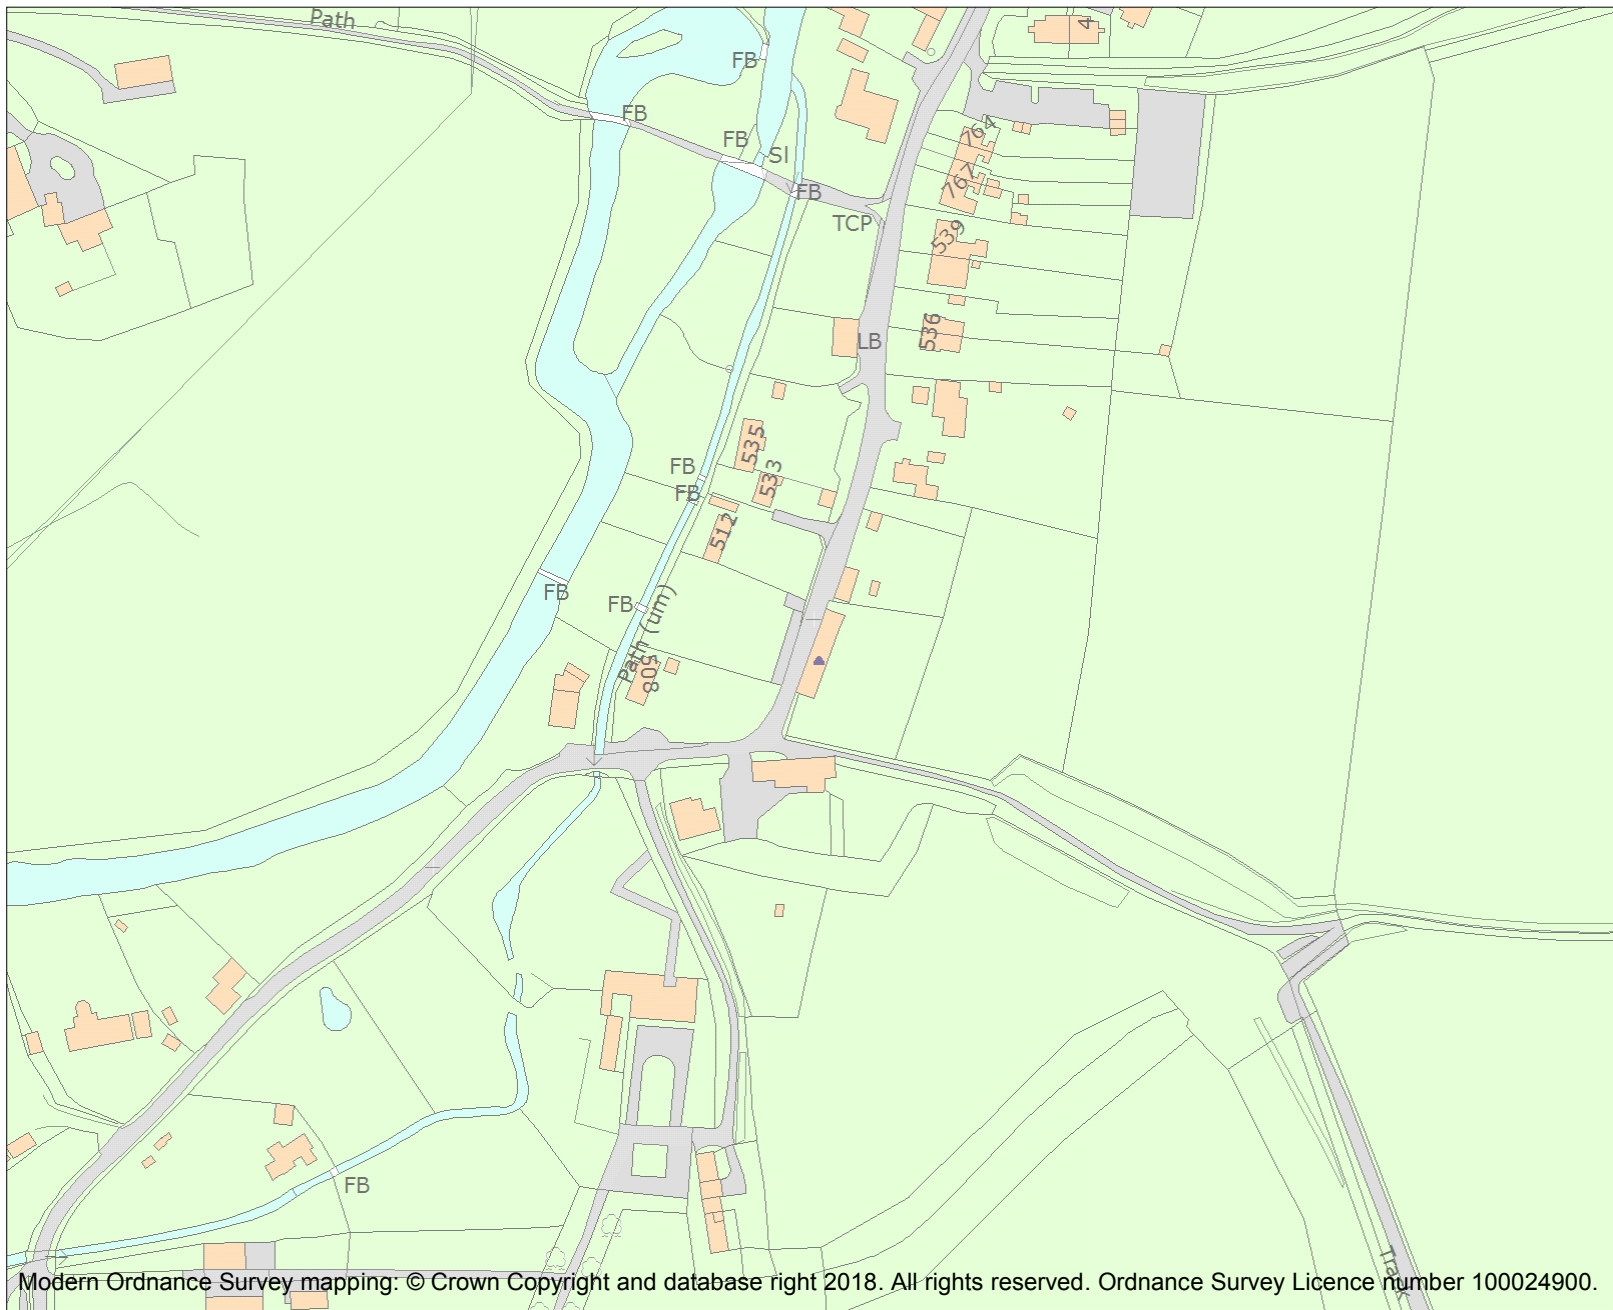 Path
4
FB
FB
764
FB
Sl
767
FB
TCP
539
536
LB
535
FB
533
FB
512
FB
FB
Path (um)
508
FB
Track
Modern Ordnance Survey mapping: © Crown Copyright and database right 2018. All rights reserved. Ordnance Survey Licence number 100024900.